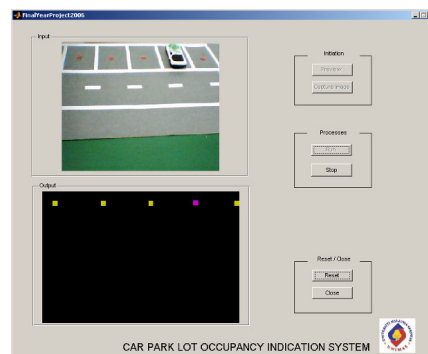 FinalYearProject2006
Input
Initiation
Preview
Capture Image
Processes
Stop
Output
Reset / Close
Reset
Close
CAR PARK LOT OCCUPANCY INDICATION SYSTEM
UNIMAS